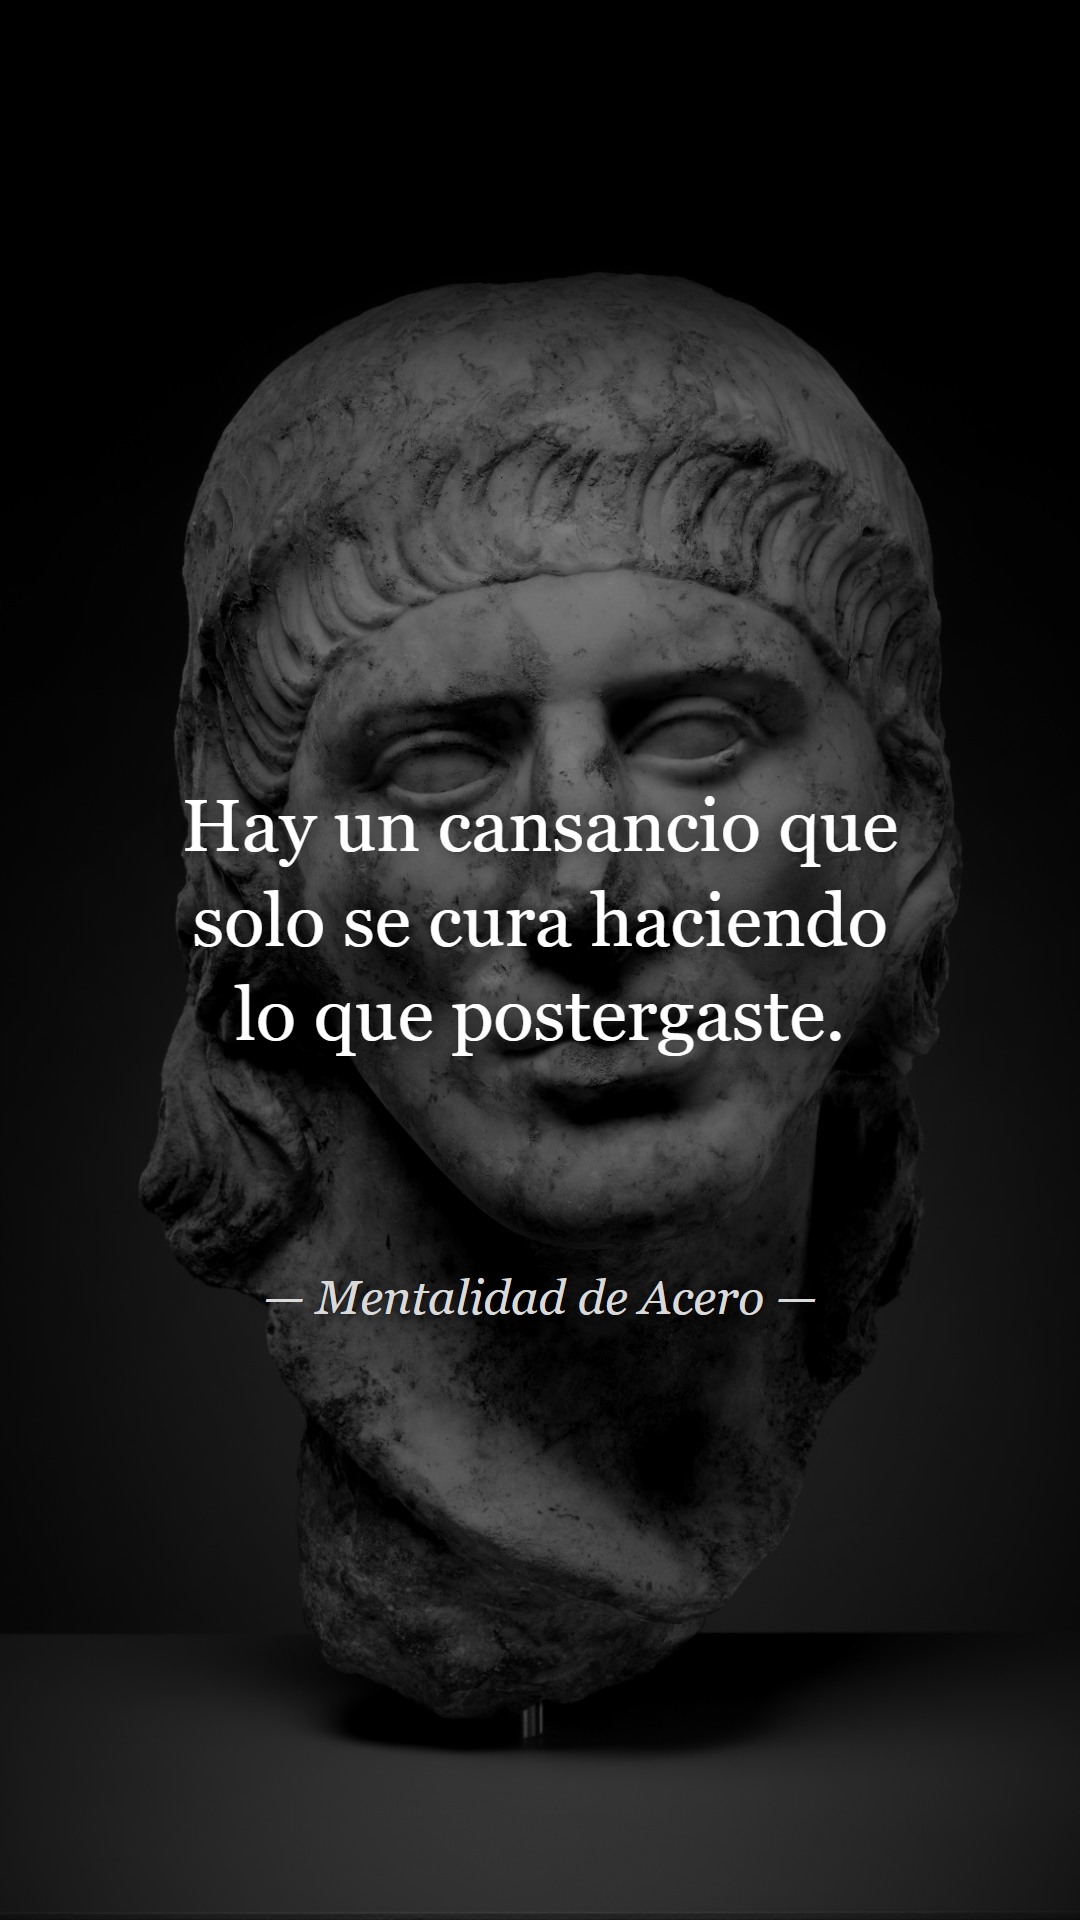 Hay un cansancio que
solo se cura haciendo
lo que postergaste.
— Mentalidad de Acero —